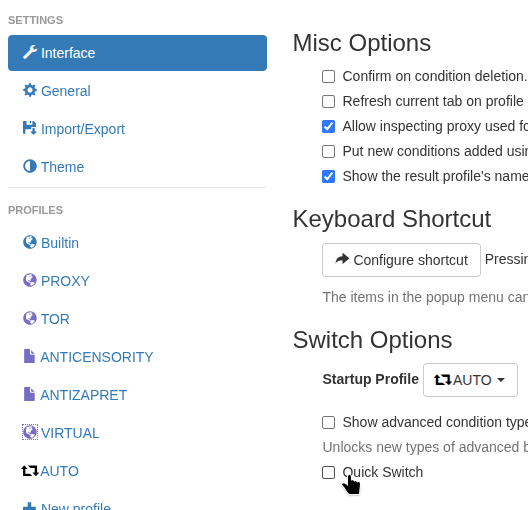 SETTINGS
Interface
General
Import/Export
Theme
PROFILES
Builtin
PROXY
TOR
ANTICENSORITY
ANTIZAPRET
VIRTUAL
AUTO
New profile
Misc Options
Confirm on condition deletion.
Refresh current tab on profile
Allow inspecting proxy used fo
Put new conditions added usin
Show the result profile's name
Keyboard Shortcut
Configure shortcut Pressin
The items in the popup menu can
Switch Options
Startup Profile AUTO
Show advanced condition type
Unlocks new types of advanced b
Quick Switch